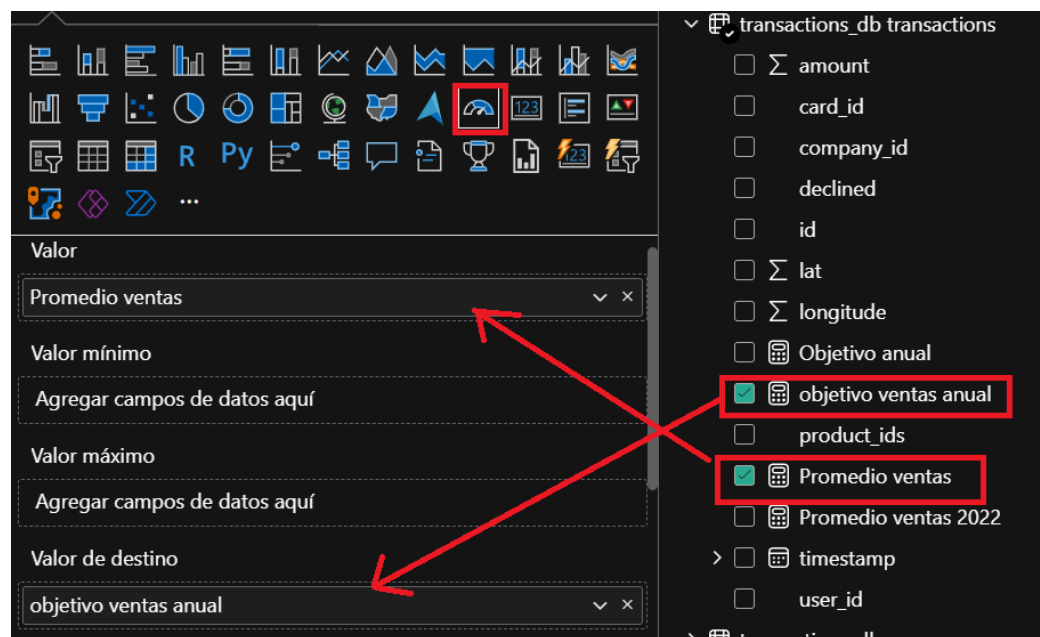 123
R
Py
123
...
Valor
Promedio ventas
Valor mínimo
Agregar campos de datos aquí
Valor máximo
Agregar campos de datos aquí
Valor de destino
objetivo ventas anual
transactions_db transactions
∑ amount
card_id
company_id
declined
id
∑ lat
∑ longitude
Objetivo anual
objetivo ventas anual
product_ids
Promedio ventas
Promedio ventas 2022
timestamp
user_id